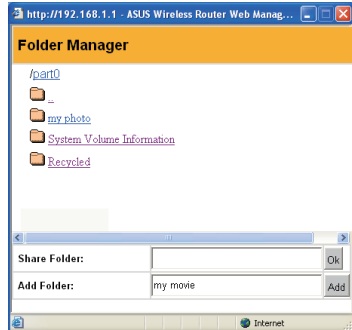 http://192.168.1.1 - ASUS Wireless Router Web Manag...
Folder Manager
/part0
..
my photo
System Volume Information
Recycled
Share Folder: Ok
Add Folder: my movie Add
Internet